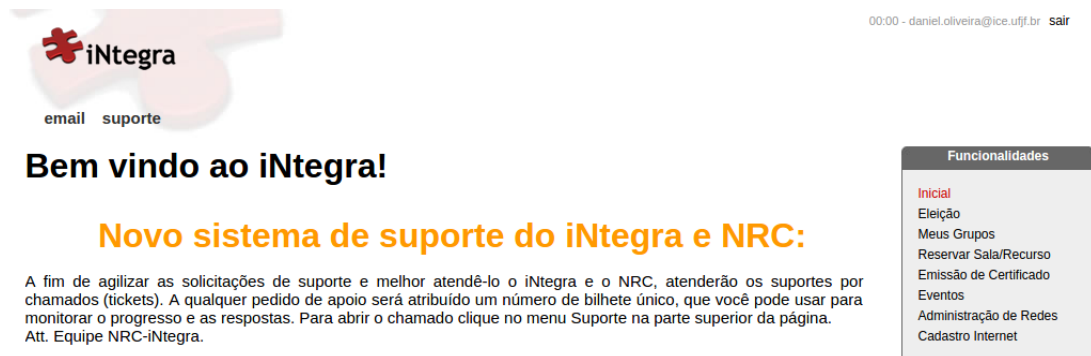 00:00 - daniel.oliveira@ice.ufjf.br sair
iNtegra
email suporte
Bem vindo ao iNtegra!
Novo sistema de suporte do iNtegra e NRC:
A fim de agilizar as solicitações de suporte e melhor atendê-lo o iNtegra e o NRC, atenderão os suportes por
chamados (tickets). A qualquer pedido de apoio será atribuído um número de bilhete único, que você pode usar para
monitorar o progresso e as respostas. Para abrir o chamado clique no menu Suporte na parte superior da página.
Att. Equipe NRC-iNtegra.
Funcionalidades
Inicial
Eleição
Meus Grupos
Reservar Sala/Recurso
Emissão de Certificado
Eventos
Administração de Redes
Cadastro Internet